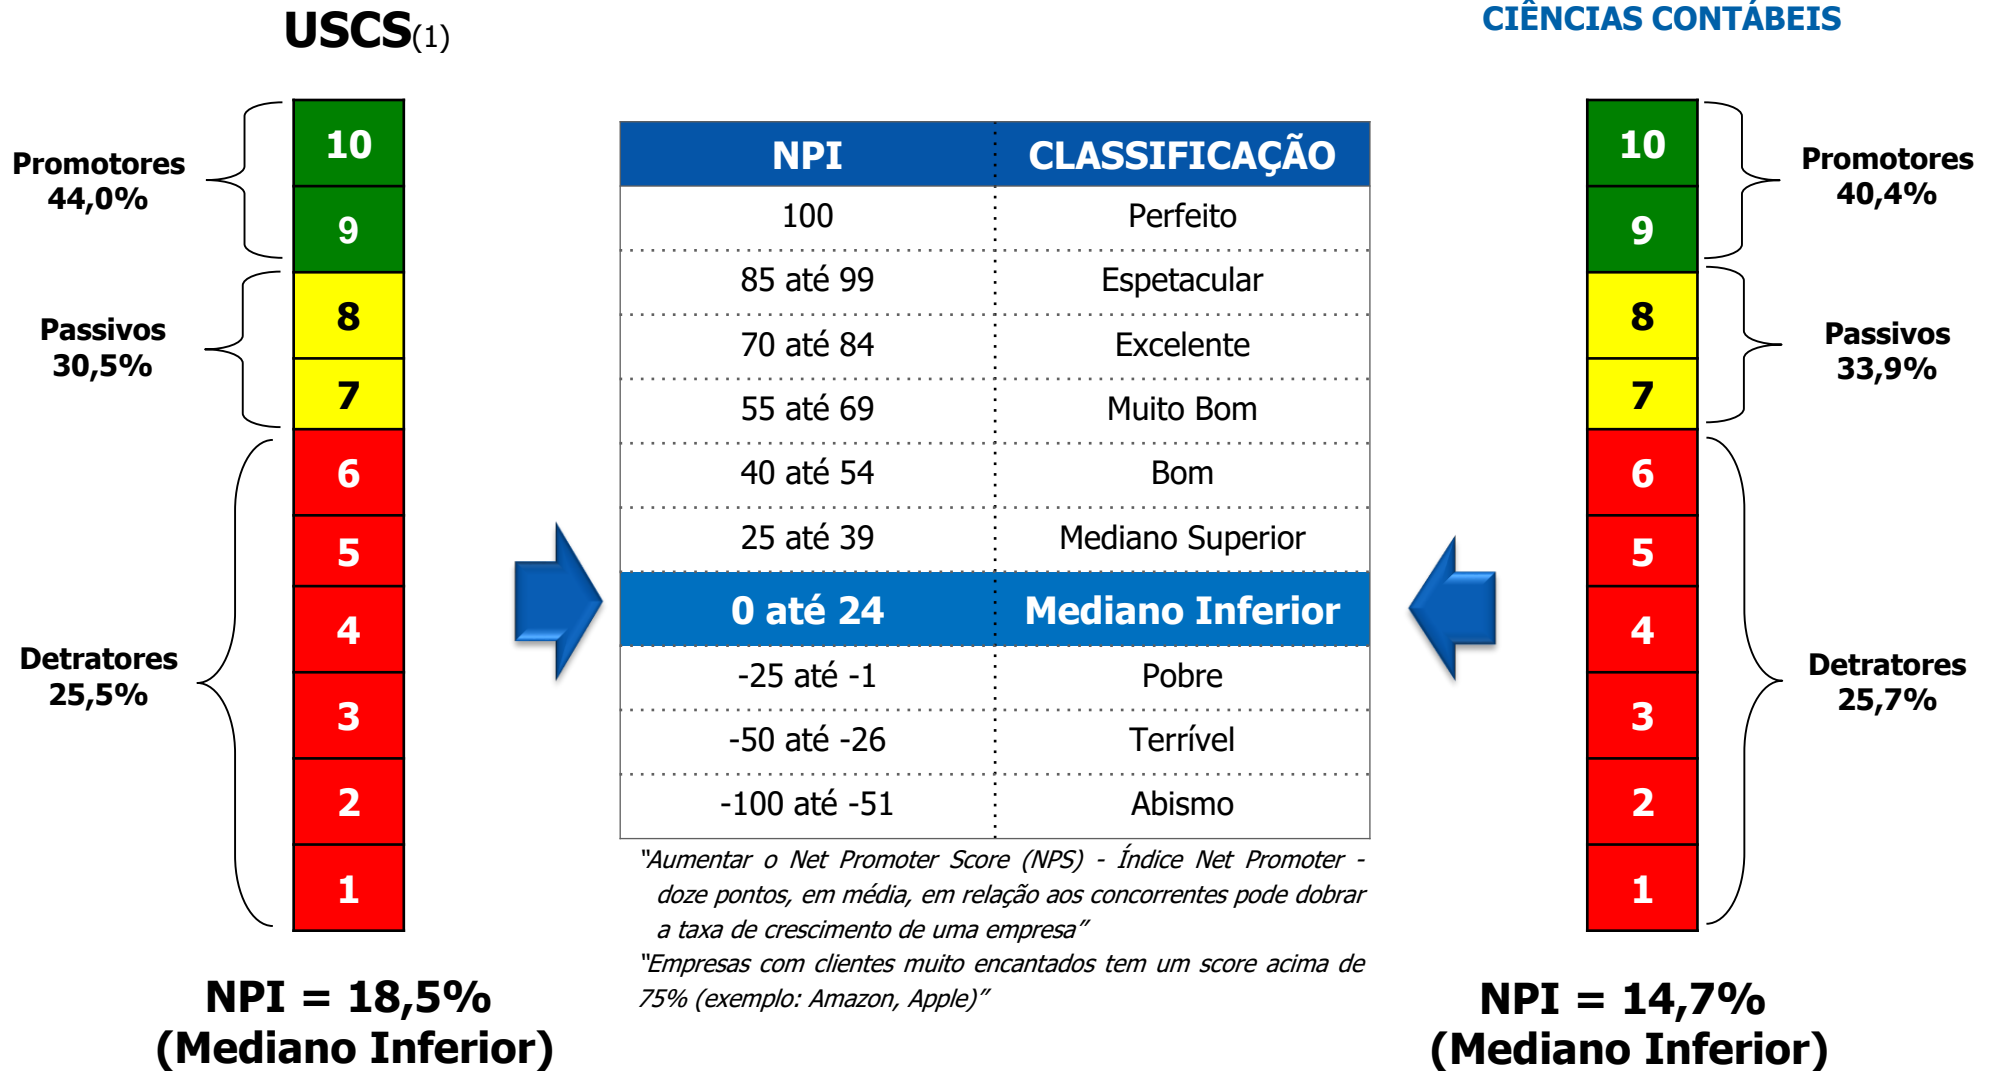 USCS(1)
Promotores
44,0%
Passivos
30,5%
Detratores
25,5%
10
9
8
7
6
5
4
3
2
1
NPI = 18,5%
(Mediano Inferior)
NPI CLASSIFICAÇÃO
100 Perfeito
85 até 99 Espetacular
70 até 84 Excelente
55 até 69 Muito Bom
40 até 54 Bom
25 até 39 Mediano Superior
0 até 24 Mediano Inferior
-25 até -1 Pobre
-50 até -26 Terrível
-100 até -51 Abismo
“Aumentar o Net Promoter Score (NPS) - Índice Net Promoter -
doze pontos, em média, em relação aos concorrentes pode dobrar
a taxa de crescimento de uma empresa”
“Empresas com clientes muito encantados tem um score acima de
75% (exemplo: Amazon, Apple)”
CIÊNCIAS CONTÁBEIS
10
9
8
7
6
5
4
3
2
1
Promotores
40,4%
Passivos
33,9%
Detratores
25,7%
NPI = 14,7%
(Mediano Inferior)